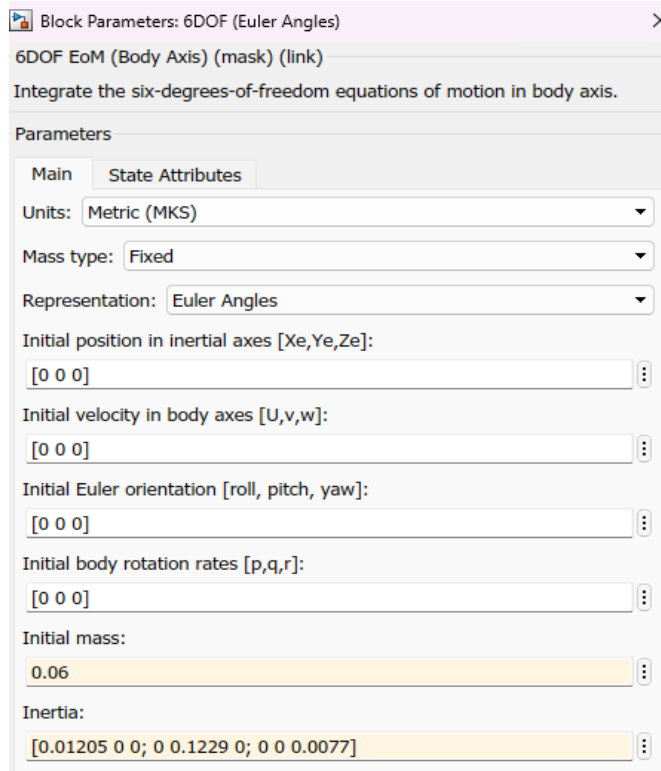 Block Parameters: 6DOF (Euler Angles)
6DOF EoM (Body Axis) (mask) (link)
Integrate the six-degrees-of-freedom equations of motion in body axis.
Parameters
Main State Attributes
Units: Metric (MKS)
Mass type: Fixed
Representation: Euler Angles
Initial position in inertial axes [Xe,Ye,Ze]:
[0 0 0]
Initial velocity in body axes [U,v,w]:
[0 0 0]
Initial Euler orientation [roll, pitch, yaw]:
[0 0 0]
Initial body rotation rates [p,q,r]:
[0 0 0]
Initial mass:
0.06
Inertia:
[0.01205 0 0; 0 0.1229 0; 0 0 0.0077]